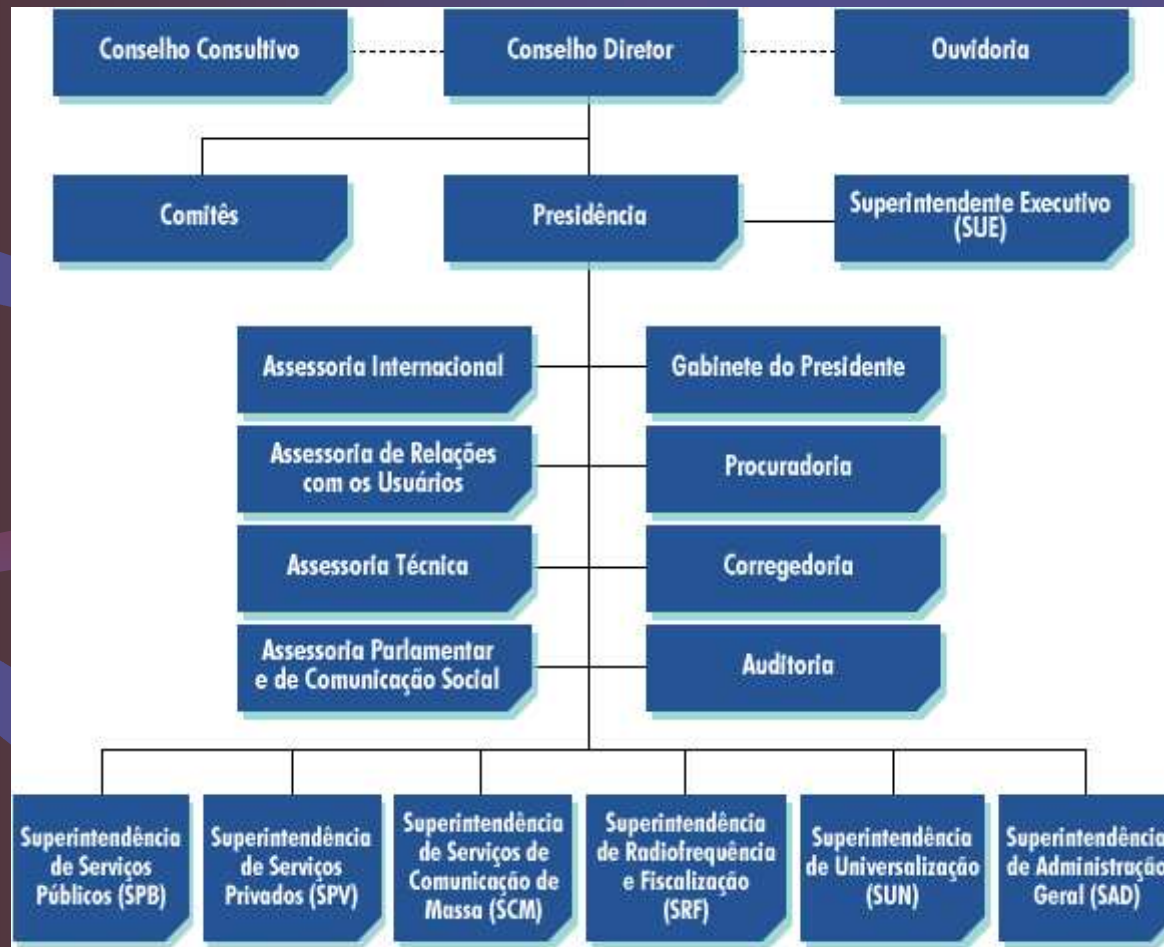 Conselho Consultivo
Conselho Diretor
Ouvidoria
Comitês
Presidência
Superintendente Executivo
(SUE)
Assessoria Internacional
Gabinete do Presidente
Assessoria de Relações
com os Usuários
Procuradoria
Assessoria Técnica
Corregedoria
Assessoria Parlamentar
e de Comunicação Social
Auditoria
Superintendência
de Serviços
Públicos (SPB)
Superintendência
de Serviços
Privados (SPV)
Superintendência
de Serviços de
Comunicação de
Massa (SCM)
Superintendência
de Radiofrequência
e Fiscalização
(SRF)
Superintendência
de Universalização
(SUN)
Superintendência
de Administração
Geral (SAD)